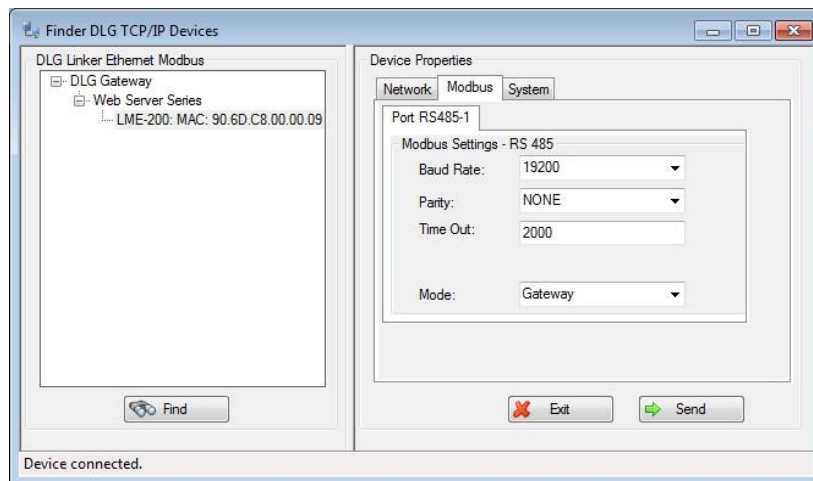 Finder DLG TCP/IP Devices
DLG Linker Ethernet Modbus
DLG Gateway
Web Server Series
LME-200: MAC: 90.6D.C8.00.00.09
Find
Device Properties
Network Modbus System
Port RS485-1
Modbus Settings - RS 485
Baud Rate: 19200
Parity: NONE
Time Out: 2000
Mode: Gateway
Exit Send
Device connected.